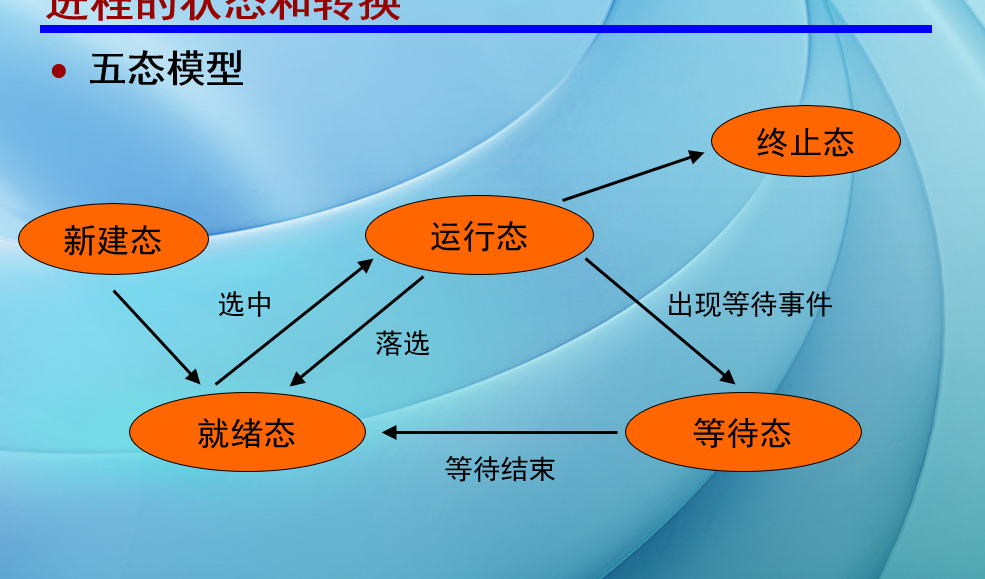 进程的状态和转换
五态模型
终止态
新建态
运行态
选中
出现等待事件
落选
就绪态
等待态
等待结束